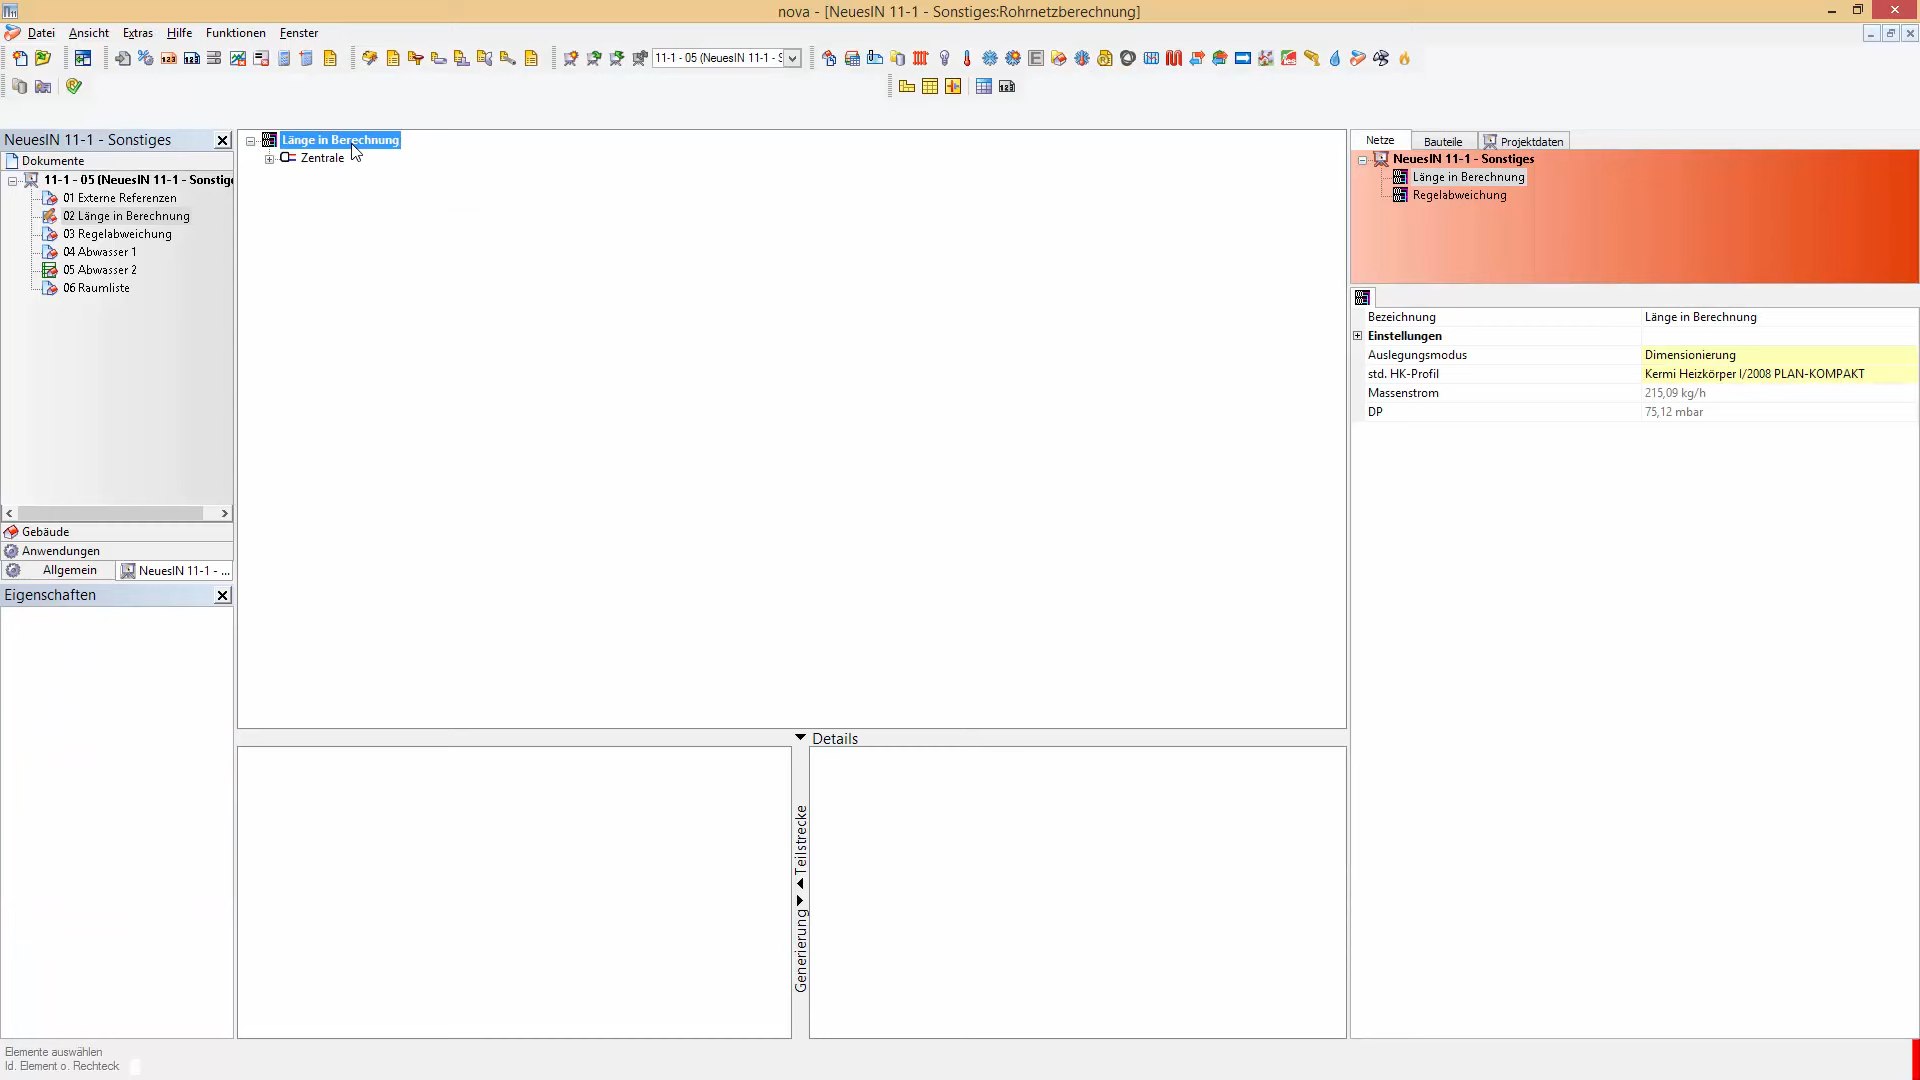 nova - [NeuesIN 11-1 - Sonstiges:Rohrnetzberechnung]
Datei Ansicht Extras Hilfe Funktionen Fenster
11-1 - 05 (NeuesIN 11-1 - S
NeuesIN 11-1 - Sonstiges
Dokumente
11-1 - 05 (NeuesIN 11-1 - Sonstige
01 Externe Referenzen
02 Länge in Berechnung
03 Regelabweichung
04 Abwasser 1
05 Abwasser 2
06 Raumliste
Gebäude
Anwendungen
Allgemein NeuesIN 11-1 - ...
Eigenschaften
Länge in Berechnung
Zentrale
Details
Teilstrecke
Generierung
Netze Bauteile Projektdaten
NeuesIN 11-1 - Sonstiges
Länge in Berechnung
Regelabweichung
Bezeichnung Länge in Berechnung
Einstellungen
Auslegungsmodus Dimensionierung
std. HK-Profil Kermi Heizkörper I/2008 PLAN-KOMPAKT
Massenstrom 215,09 kg/h
DP 75,12 mbar
Elemente auswählen
Id. Element o. Rechteck